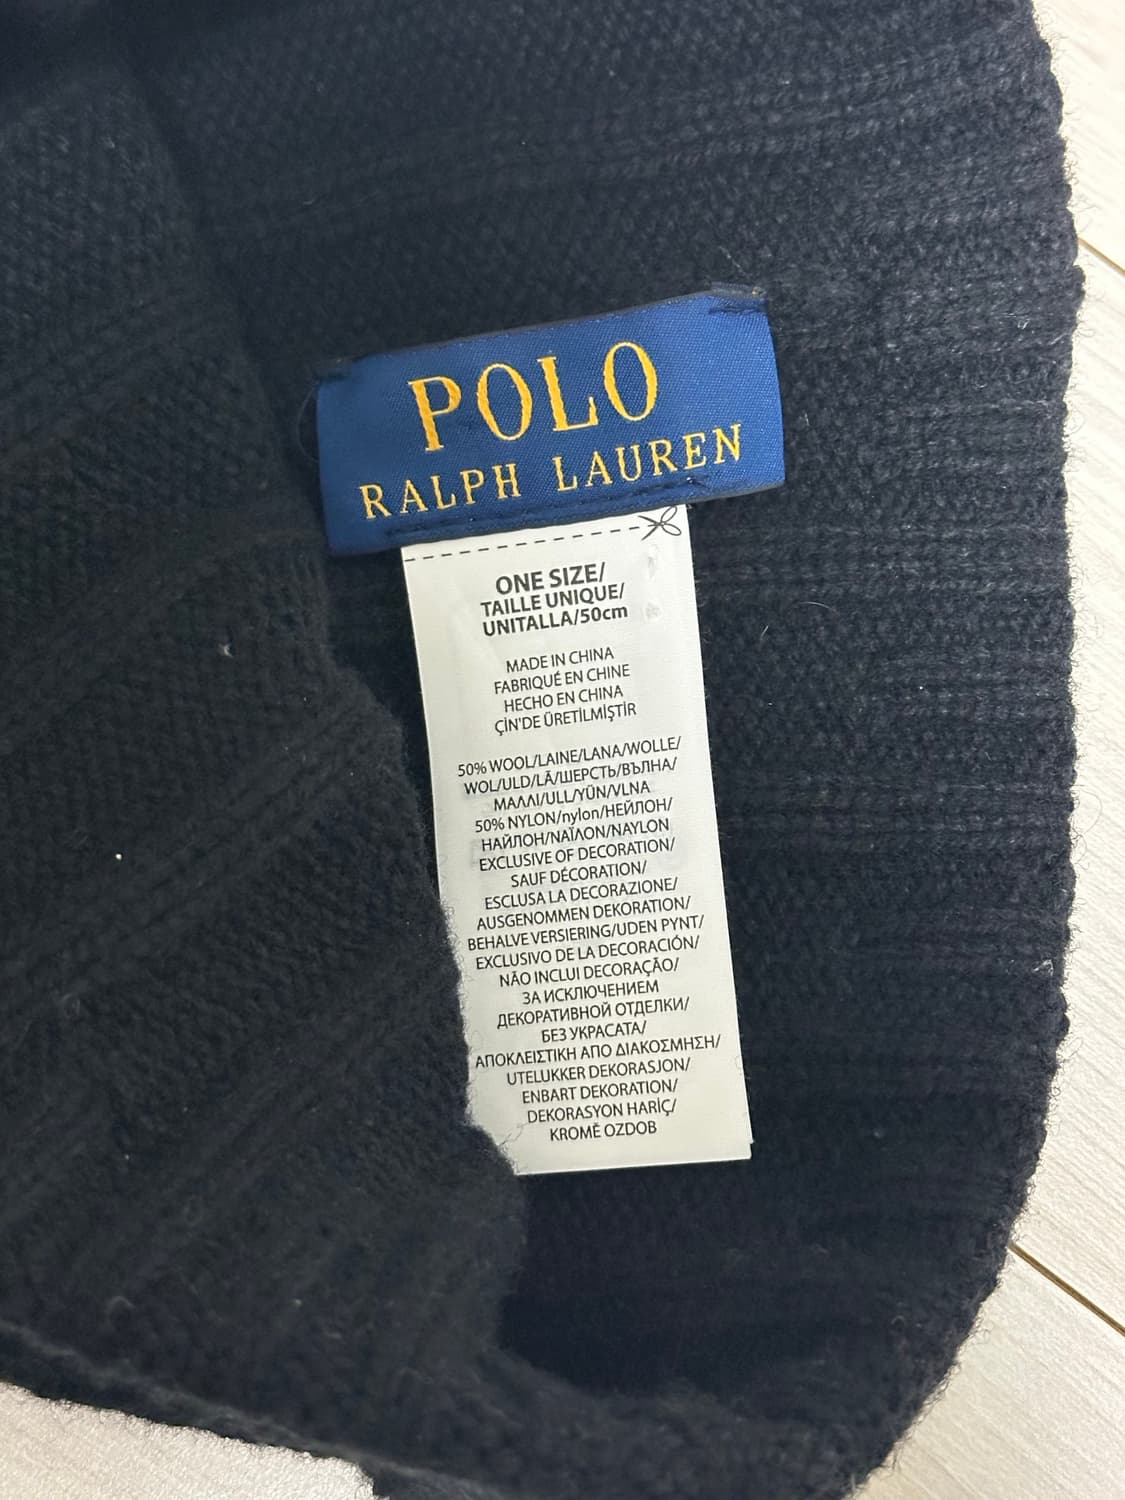 POLO
RALPH LAUREN
ONE SIZE/
TAILLE UNIQUE/
UNITALLA/50cm
MADE IN CHINA
FABRIQUÉ EN CHINE
HECHO EN CHINA
ÇİN'DE ÜRETİLMİŞTİR
50% WOOL/LAINE/LANA/WOLLE/
WOL/ULD/LÃ/ШЕРСТЬ/ВЪЛНА/
ΜΑΛΛΙ/ULL/YÜN/VLNA
50% NYLON/nylon/НЕЙЛОН/
НАЙЛОН/ΝΑΪΛΟΝ/NAYLON
EXCLUSIVE OF DECORATION/
SAUF DÉCORATION/
ESCLUSA LA DECORAZIONE/
AUSGENOMMEN DEKORATION/
BEHALVE VERSIERING/UDEN PYNT/
EXCLUSIVO DE LA DECORACIÓN/
NÃO INCLUI DECORAÇÃO/
ЗА ИСКЛЮЧЕНИЕМ
ДЕКОРАТИВНОЙ ОТДЕЛКИ/
БЕЗ УКРАСАТА/
ΑΠΟΚΛΕΙΣΤΙΚΗ ΑΠΟ ΔΙΑΚΟΣΜΗΣΗ/
UTELUKKER DEKORASJON/
ENBART DEKORATION/
DEKORASYON HARİÇ/
KROMĚ OZDOB